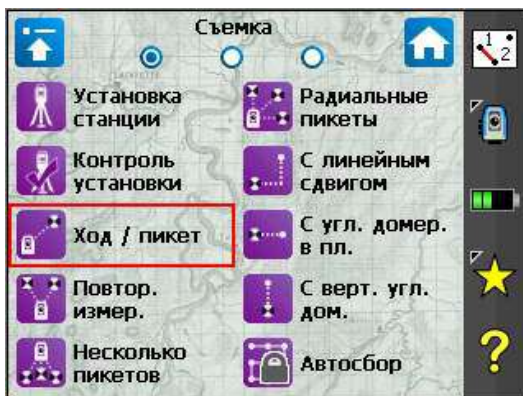 Съемка
Установка
станции
Радиальные
пикеты
Контроль
установки
С линейным
сдвигом
Ход / пикет
С угл. домер.
в пл.
Повтор.
измер.
С верт. угл.
дом.
Несколько
пикетов
Автосбор
1
2
?